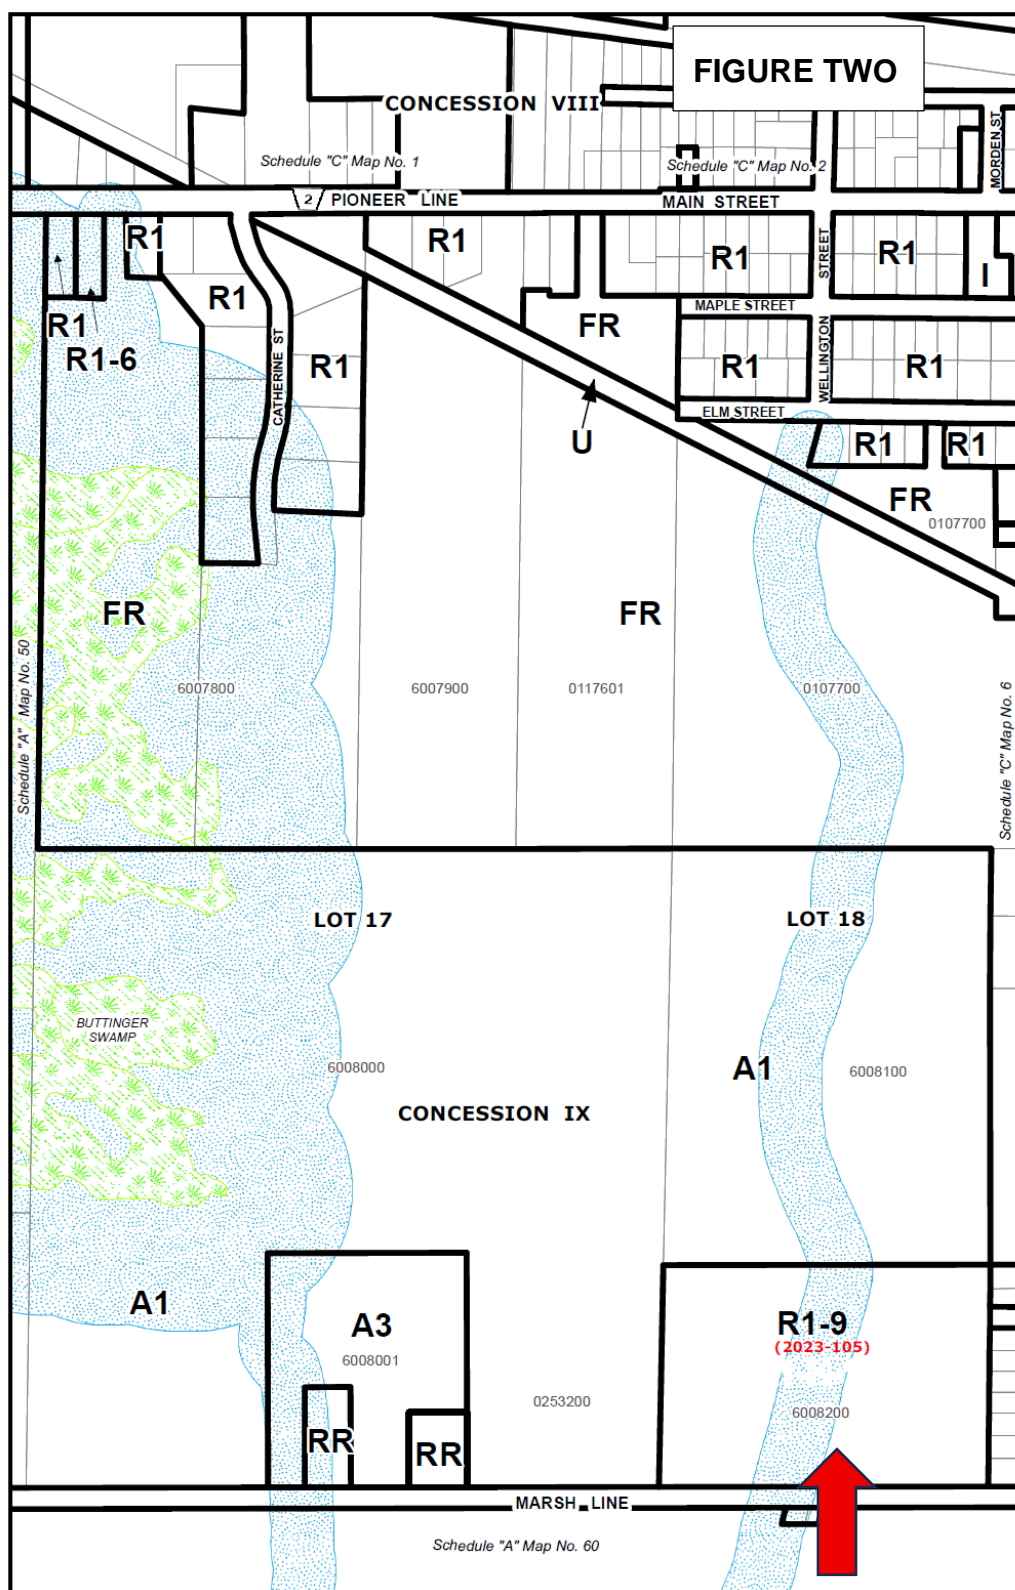 FIGURE TWO
CONCESSION VIII
MORDEN ST
Schedule "C" Map No. 1
Schedule "C" Map No. 2
2
PIONEER LINE
MAIN STREET
R1
R1
R1
R1
I
R1
WELLINGTON STREET
MAPLE STREET
R1
R1-6
CATHERINE ST
R1
FR
R1
R1
ELM STREET
U
R1
R1
FR
0107700
FR
FR
Schedule "A" Map No. 50
6007800
6007900
0117601
0107700
Schedule "C" Map No. 6
LOT 17
LOT 18
BUTTINGER
SWAMP
6008000
A1
6008100
CONCESSION IX
A1
A3
6008001
R1-9
(2023-105)
0253200
6008200
RR
RR
MARSH LINE
Schedule "A" Map No. 60